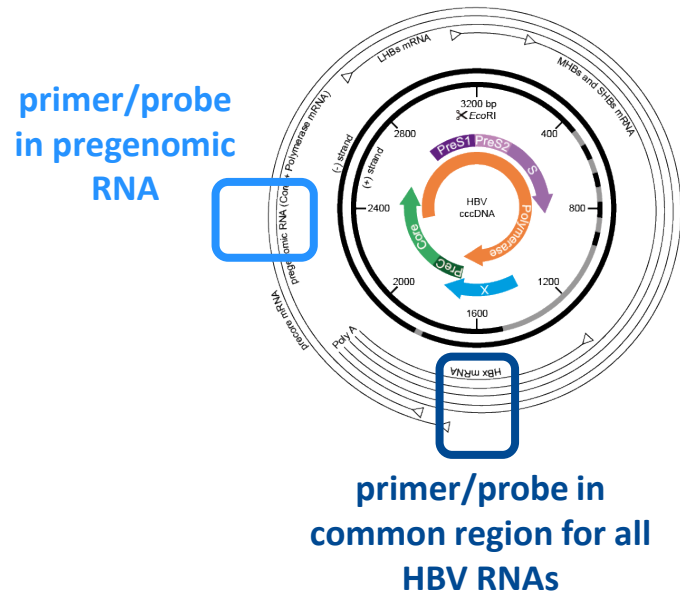 primer/probe
in pregenomic
RNA
LHBs mRNA
MHBs and SHBs mRNA
pregenomic RNA (Core + Polymerase mRNA)
precore mRNA
Poly A
HBx mRNA
(-) strand
(+) strand
3200 bp
EcoRI
400
800
1200
1600
2000
2400
2800
PreS1
PreS2
S
Polymerase
Core
PreC
X
HBV
cccDNA
primer/probe in
common region for all
HBV RNAs